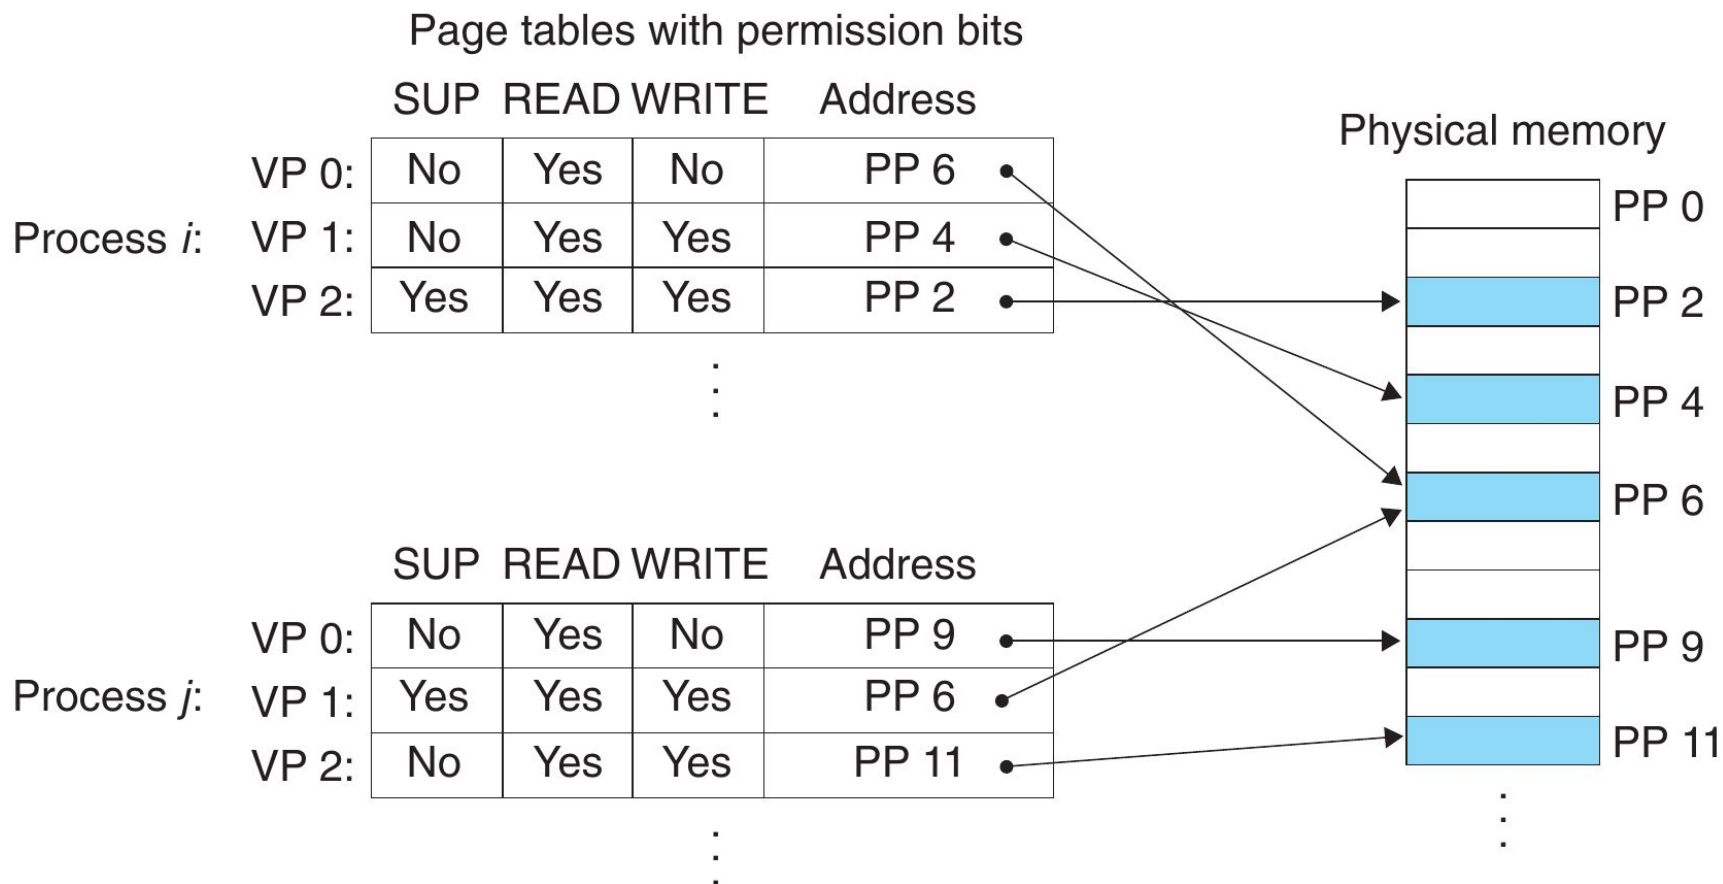 Page tables with permission bits
SUP READ WRITE Address
Physical memory
VP 0: No Yes No PP 6
PP 0
Process i: VP 1: No Yes Yes PP 4
VP 2: Yes Yes Yes PP 2
PP 2
PP 4
PP 6
SUP READ WRITE Address
VP 0: No Yes No PP 9
PP 9
Process j: VP 1: Yes Yes Yes PP 6
VP 2: No Yes Yes PP 11
PP 11